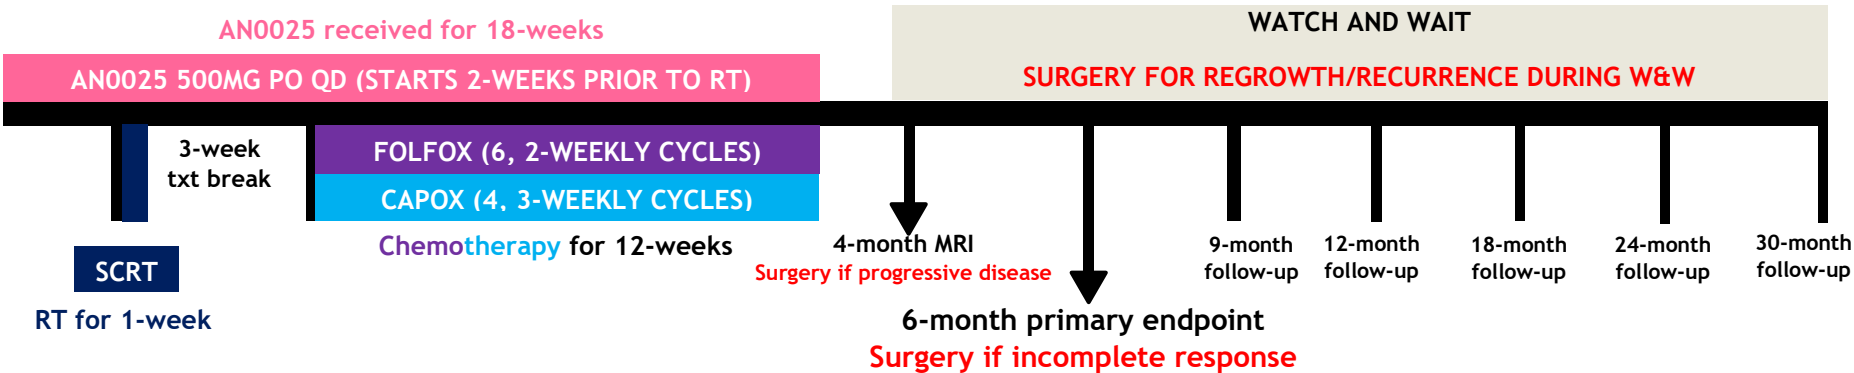 AN0025 received for 18-weeks
AN0025 500MG PO QD (STARTS 2-WEEKS PRIOR TO RT)
WATCH AND WAIT
SURGERY FOR REGROWTH/RECURRENCE DURING W&W
3-week
txt break
FOLFOX (6, 2-WEEKLY CYCLES)
CAPOX (4, 3-WEEKLY CYCLES)
Chemotherapy for 12-weeks
SCRT
RT for 1-week
4-month MRI
Surgery if progressive disease
6-month primary endpoint
Surgery if incomplete response
9-month
follow-up
12-month
follow-up
18-month
follow-up
24-month
follow-up
30-month
follow-up